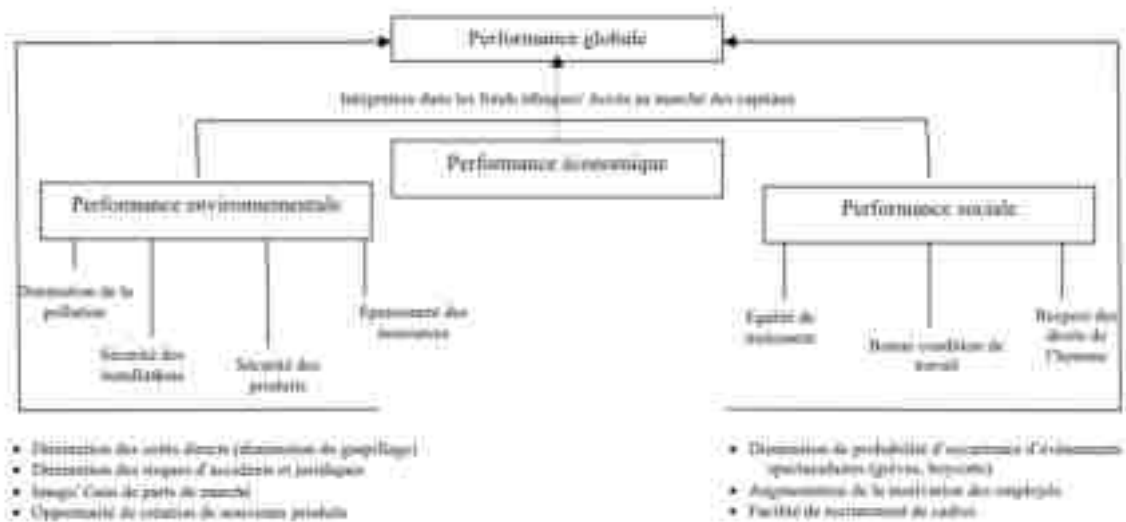 Performance globale
Intégration dans les fonds éthiques/ Accès au marché des capitaux
Performance économique
Performance environnementale
Performance sociale
Diminution de la
pollution
Epuisement des
ressources
Sécurité des
installations
Sécurité des
produits
Equité de
traitement
Bonne condition de
travail
Respect des
droits de
l'homme
• Diminution des coûts directs (diminution du gaspillage)
• Diminution des risques d'accidents et juridiques
• Image/ Gain de parts de marché
• Opportunité de création de nouveaux produits
• Diminution de probabilité d'occurrence d'évènements
spectaculaires (grèves, boycotts)
• Augmentation de la motivation des employés
• Facilité de recrutement de cadres